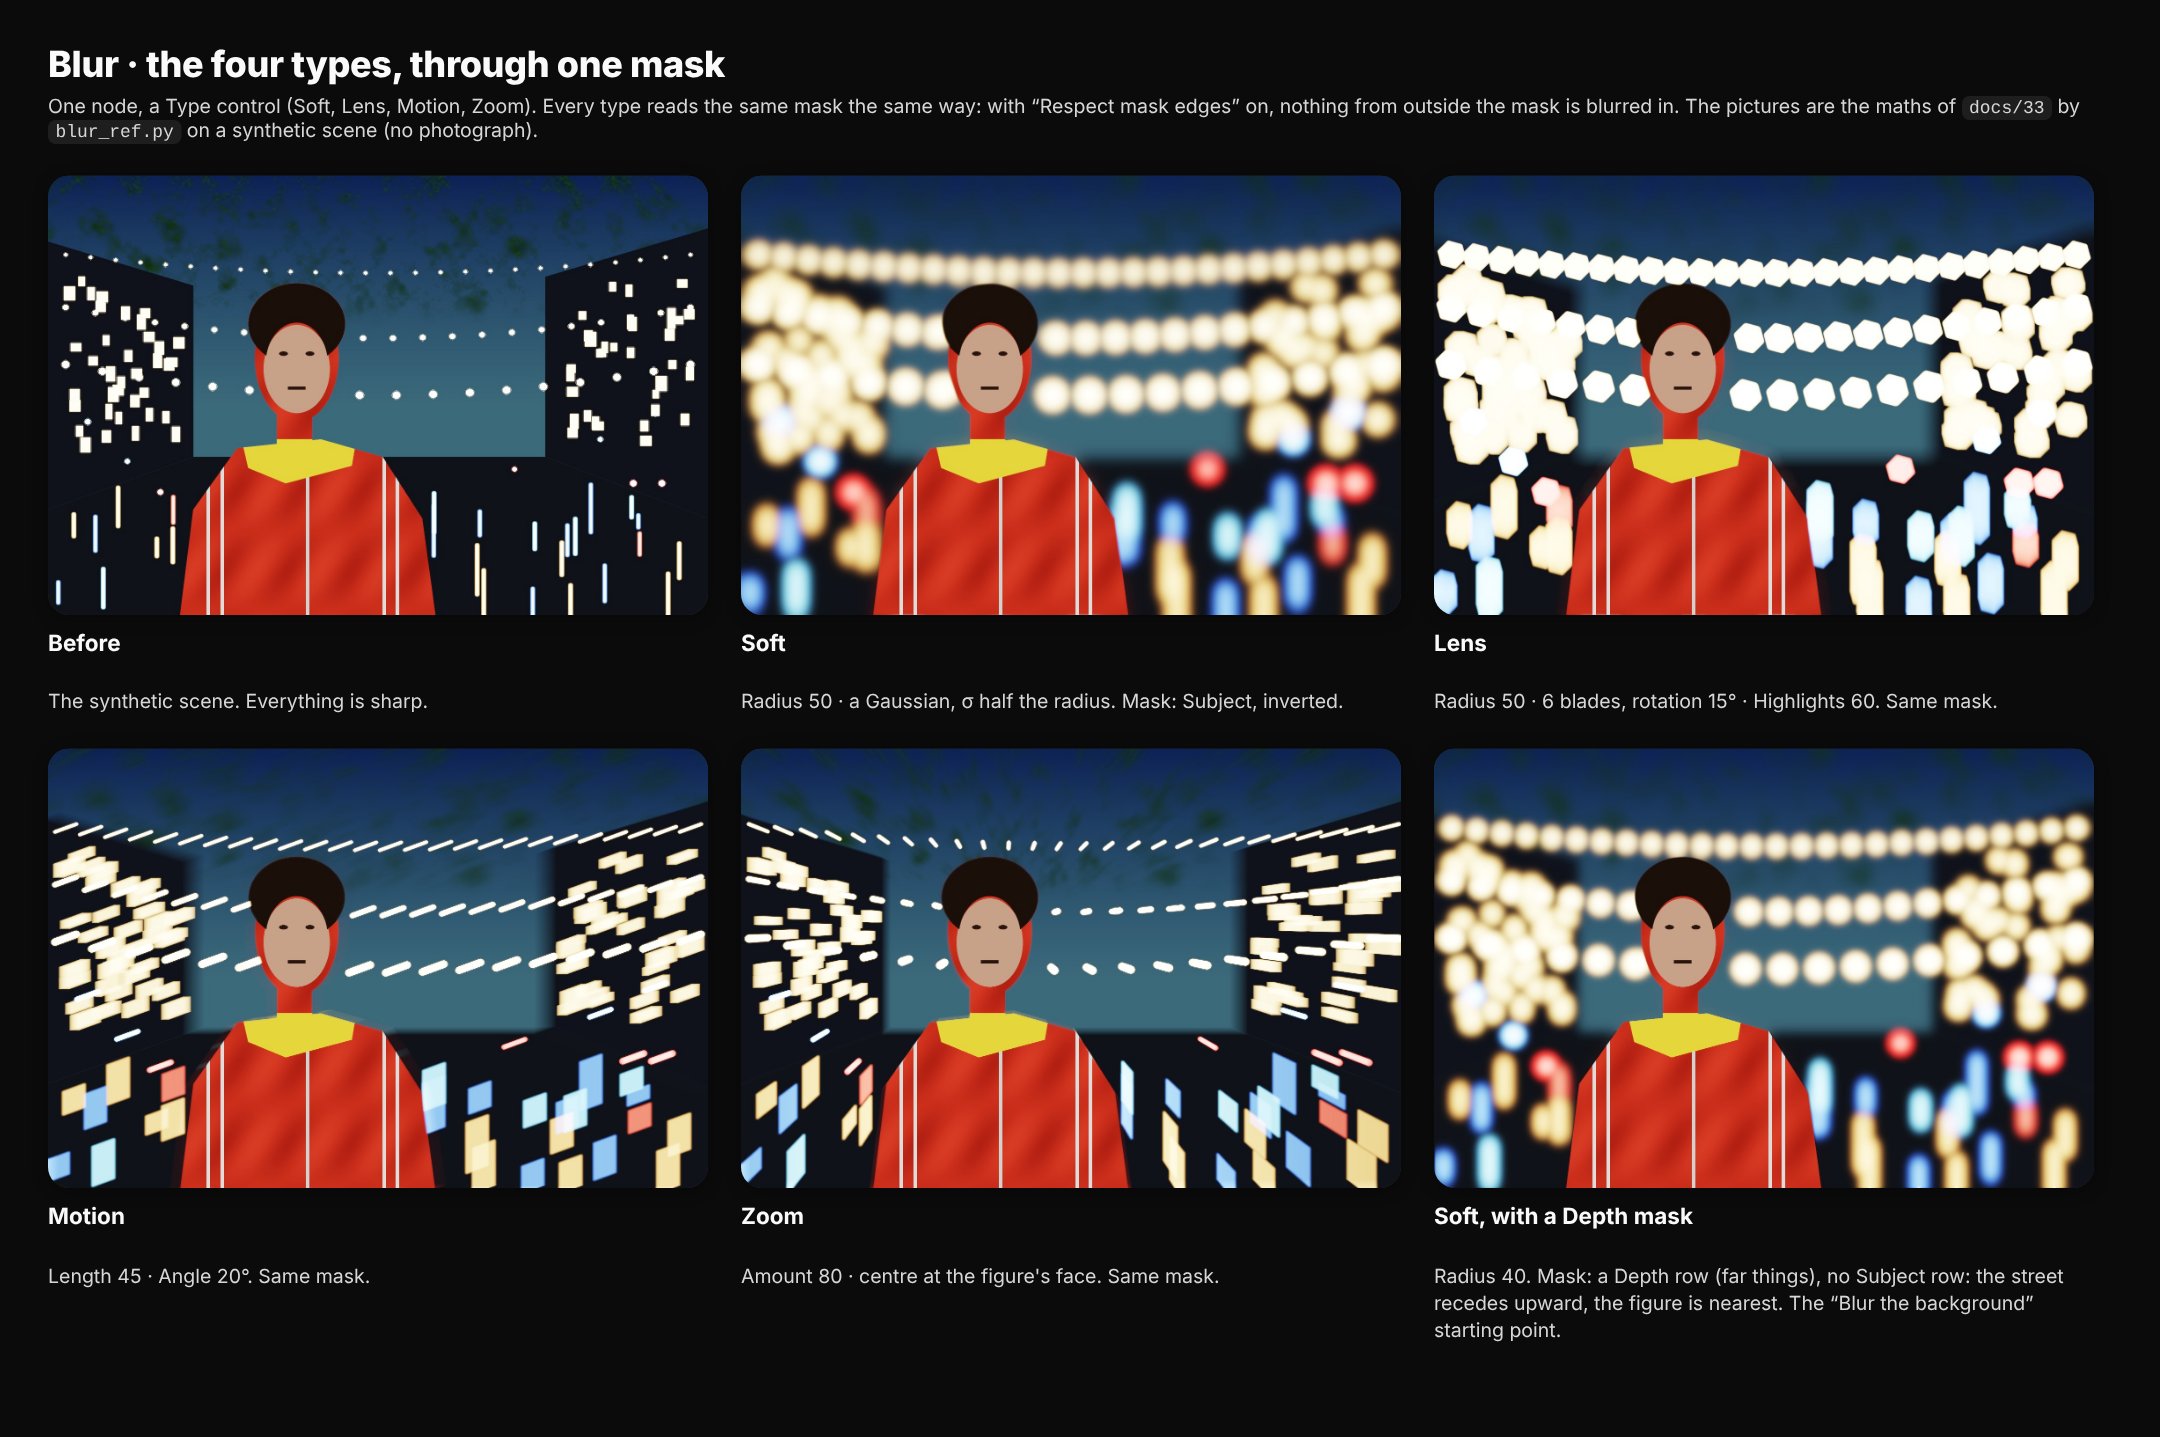 Blur · the four types, through one mask
One node, a Type control (Soft, Lens, Motion, Zoom). Every type reads the same mask the same way: with “Respect mask edges” on, nothing from outside the mask is blurred in. The pictures are the maths of docs/33 by
blur_ref.py on a synthetic scene (no photograph).
Before
The synthetic scene. Everything is sharp.
Soft
Radius 50 · a Gaussian, σ half the radius. Mask: Subject, inverted.
Lens
Radius 50 · 6 blades, rotation 15° · Highlights 60. Same mask.
Motion
Length 45 · Angle 20°. Same mask.
Zoom
Amount 80 · centre at the figure's face. Same mask.
Soft, with a Depth mask
Radius 40. Mask: a Depth row (far things), no Subject row: the street
recedes upward, the figure is nearest. The “Blur the background”
starting point.